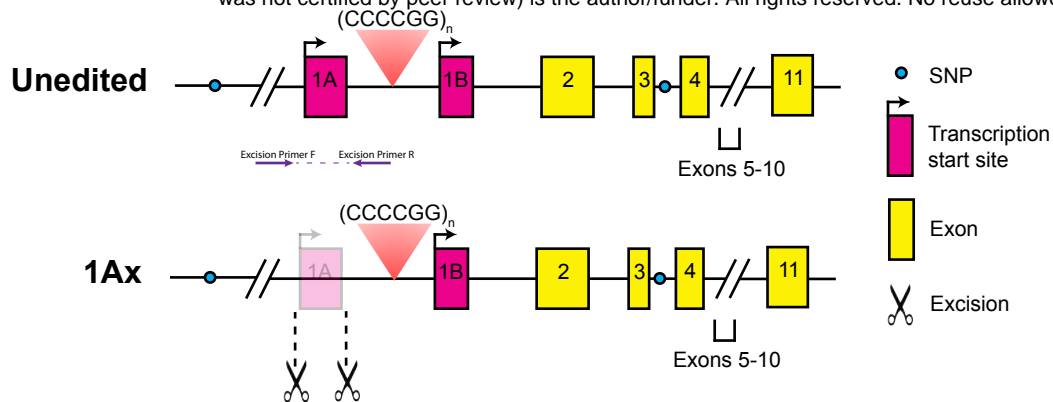 was not certified by peer review) is the author/funder. All rights reserved. No reuse allowe
(CCCCGG)n
Unedited
1A
1B
2
3
4
11
Excision Primer F
Excision Primer R
Exons 5-10
(CCCCGG)n
1Ax
1A
1B
2
3
4
11
Exons 5-10
SNP
Transcription
start site
Exon
Excision